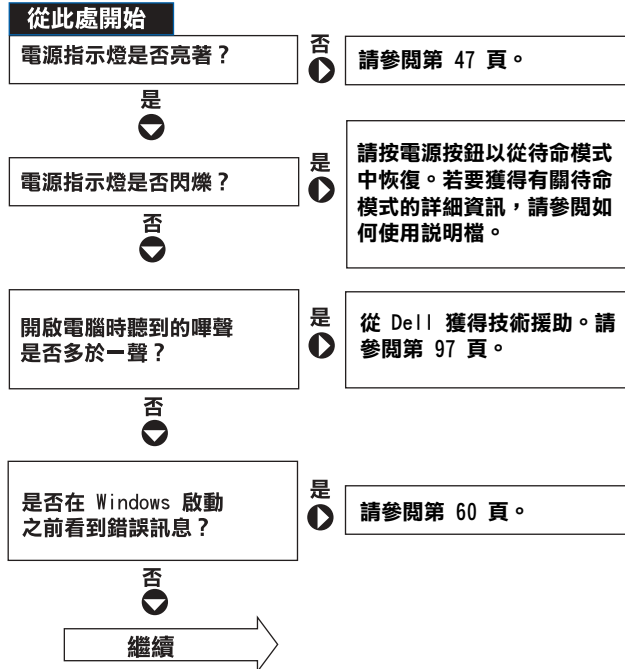 從此處開始
電源指示燈是否亮著？
否
請參閱第 47 頁。
是
電源指示燈是否閃爍？
是
請按電源按鈕以從待命模式
中恢復。若要獲得有關待命
模式的詳細資訊，請參閱如
何使用說明檔。
否
開啟電腦時聽到的嗶聲
是否多於一聲？
是
從 Dell 獲得技術援助。請
參閱第 97 頁。
否
是否在 Windows 啟動
之前看到錯誤訊息？
是
請參閱第 60 頁。
否
繼續